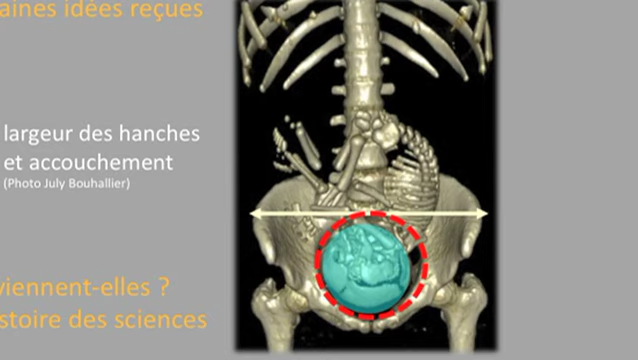 aines idées reçues
largeur des hanches
et accouchement
(Photo July Bouhallier)
viennent-elles ?
stoire des sciences